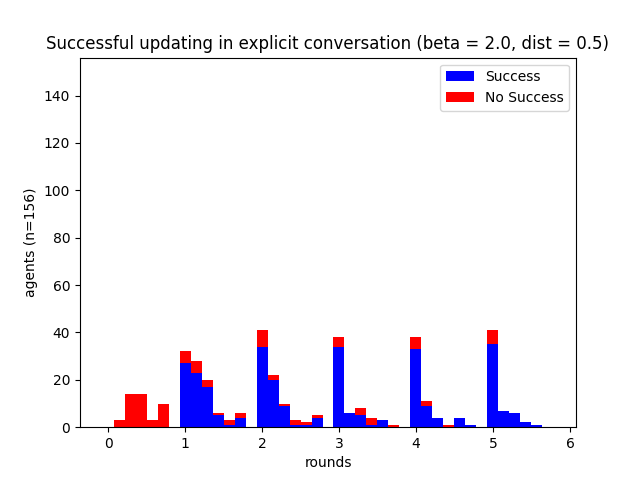 Successful updating in explicit conversation (beta = 2.0, dist = 0.5)
Success
No Success
140
120
100
80
60
40
20
0
agents (n=156)
0 1 2 3 4 5 6
rounds